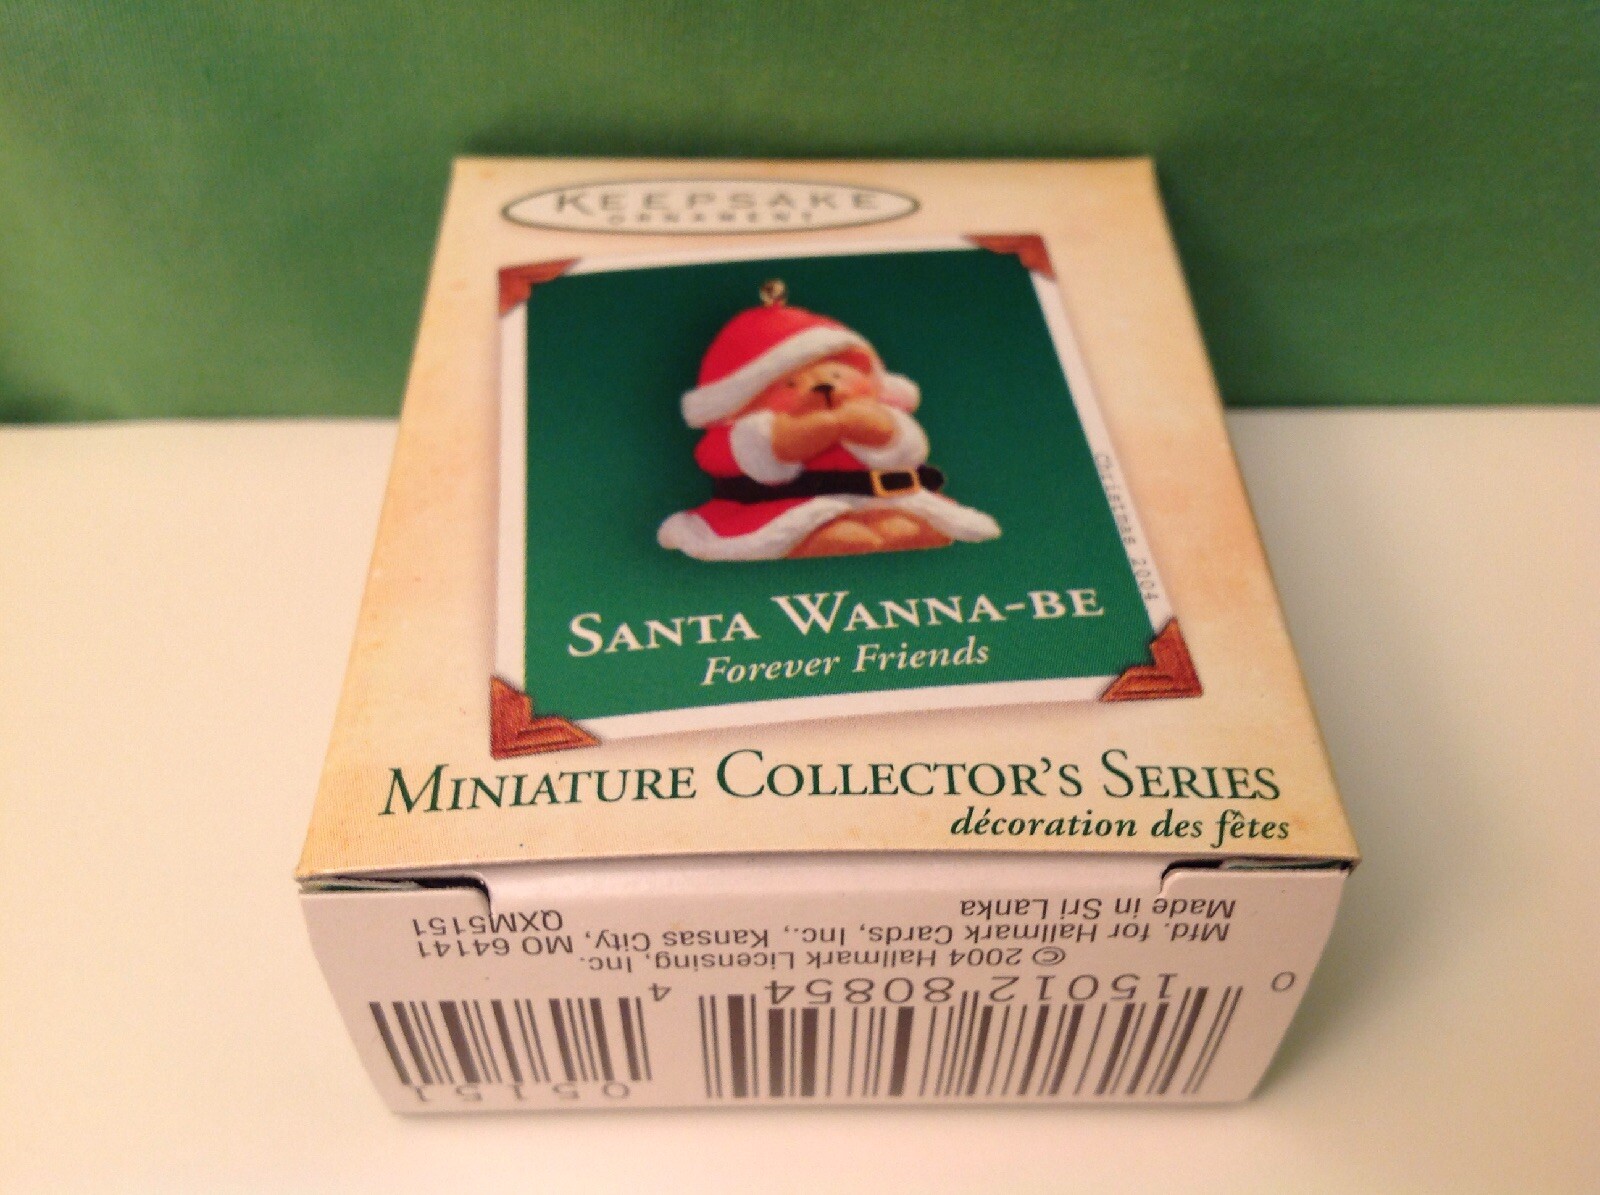 KEEPSAKE
ORNAMENT
Christmas 2004
SANTA WANNA-BE
Forever Friends
MINIATURE COLLECTOR'S SERIES
décoration des fêtes
0 15012 80854 4
05151
© 2004 Hallmark Licensing, Inc.
Mfd. for Hallmark Cards, Inc., Kansas City, MO 64141
Made in Sri Lanka
QXM5151